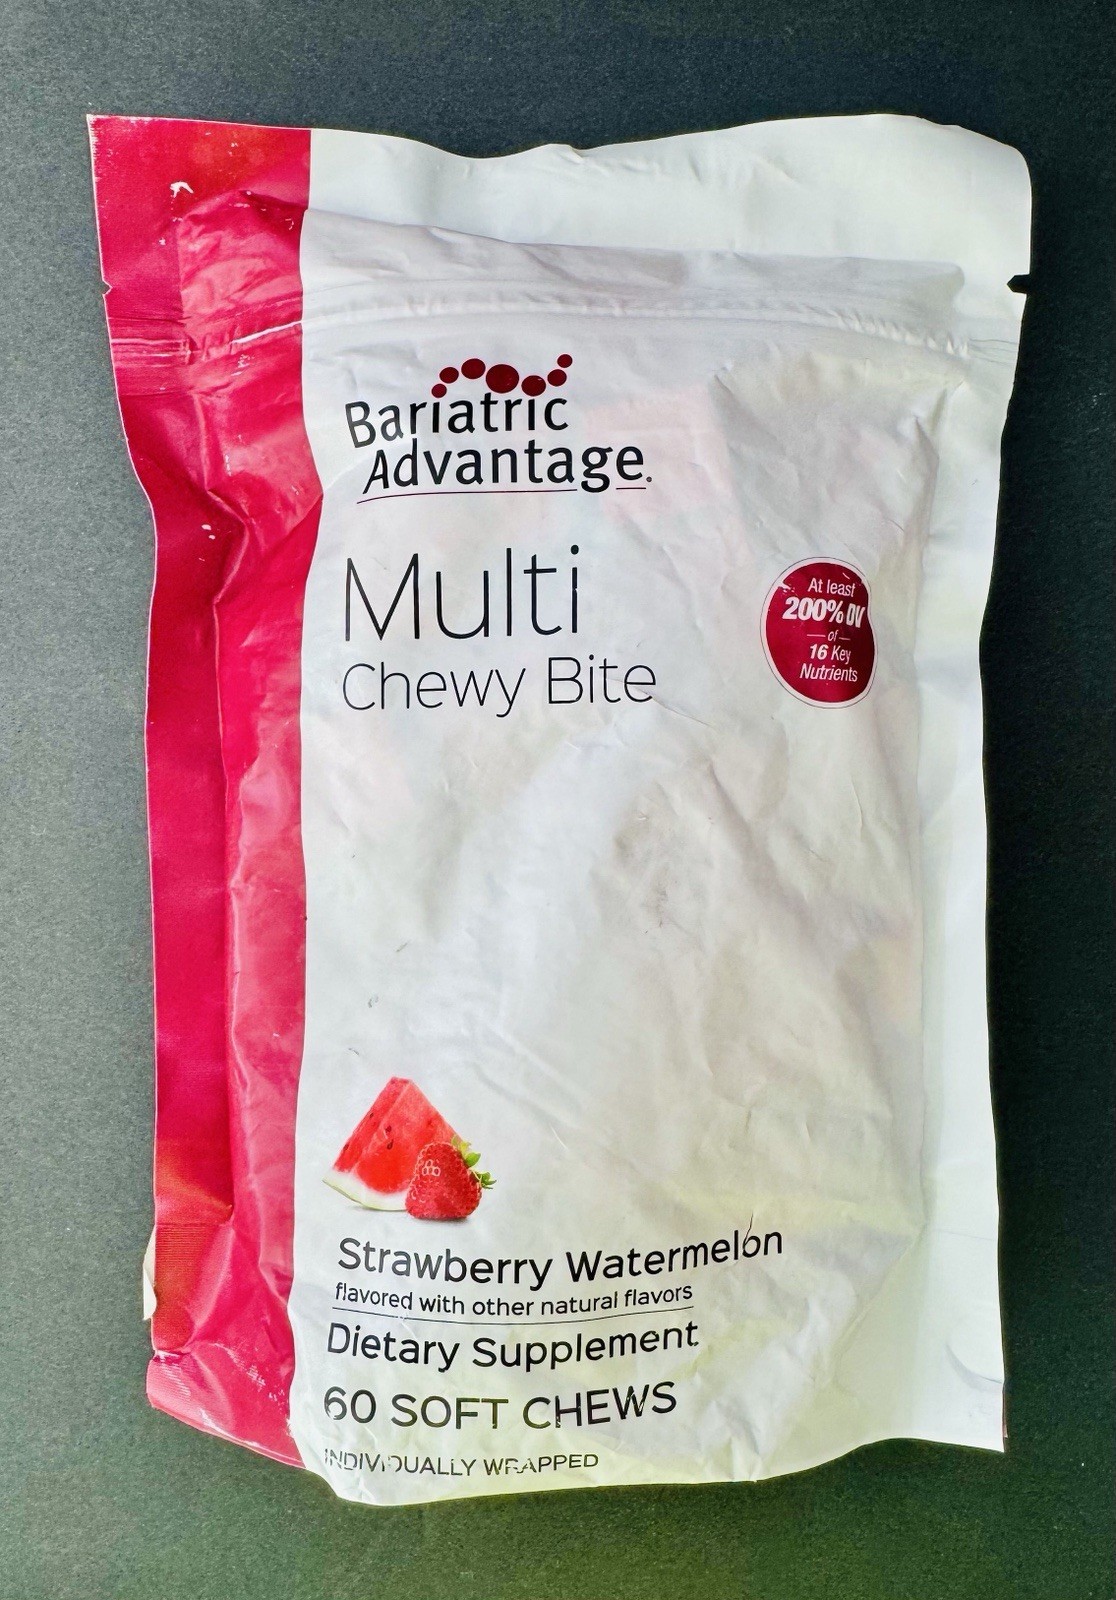 Bariatric
Advantage®
Multi
Chewy Bite
At least
200% DV
of
16 Key
Nutrients
Strawberry Watermelon
flavored with other natural flavors
Dietary Supplement
60 SOFT CHEWS
INDIVIDUALLY WRAPPED